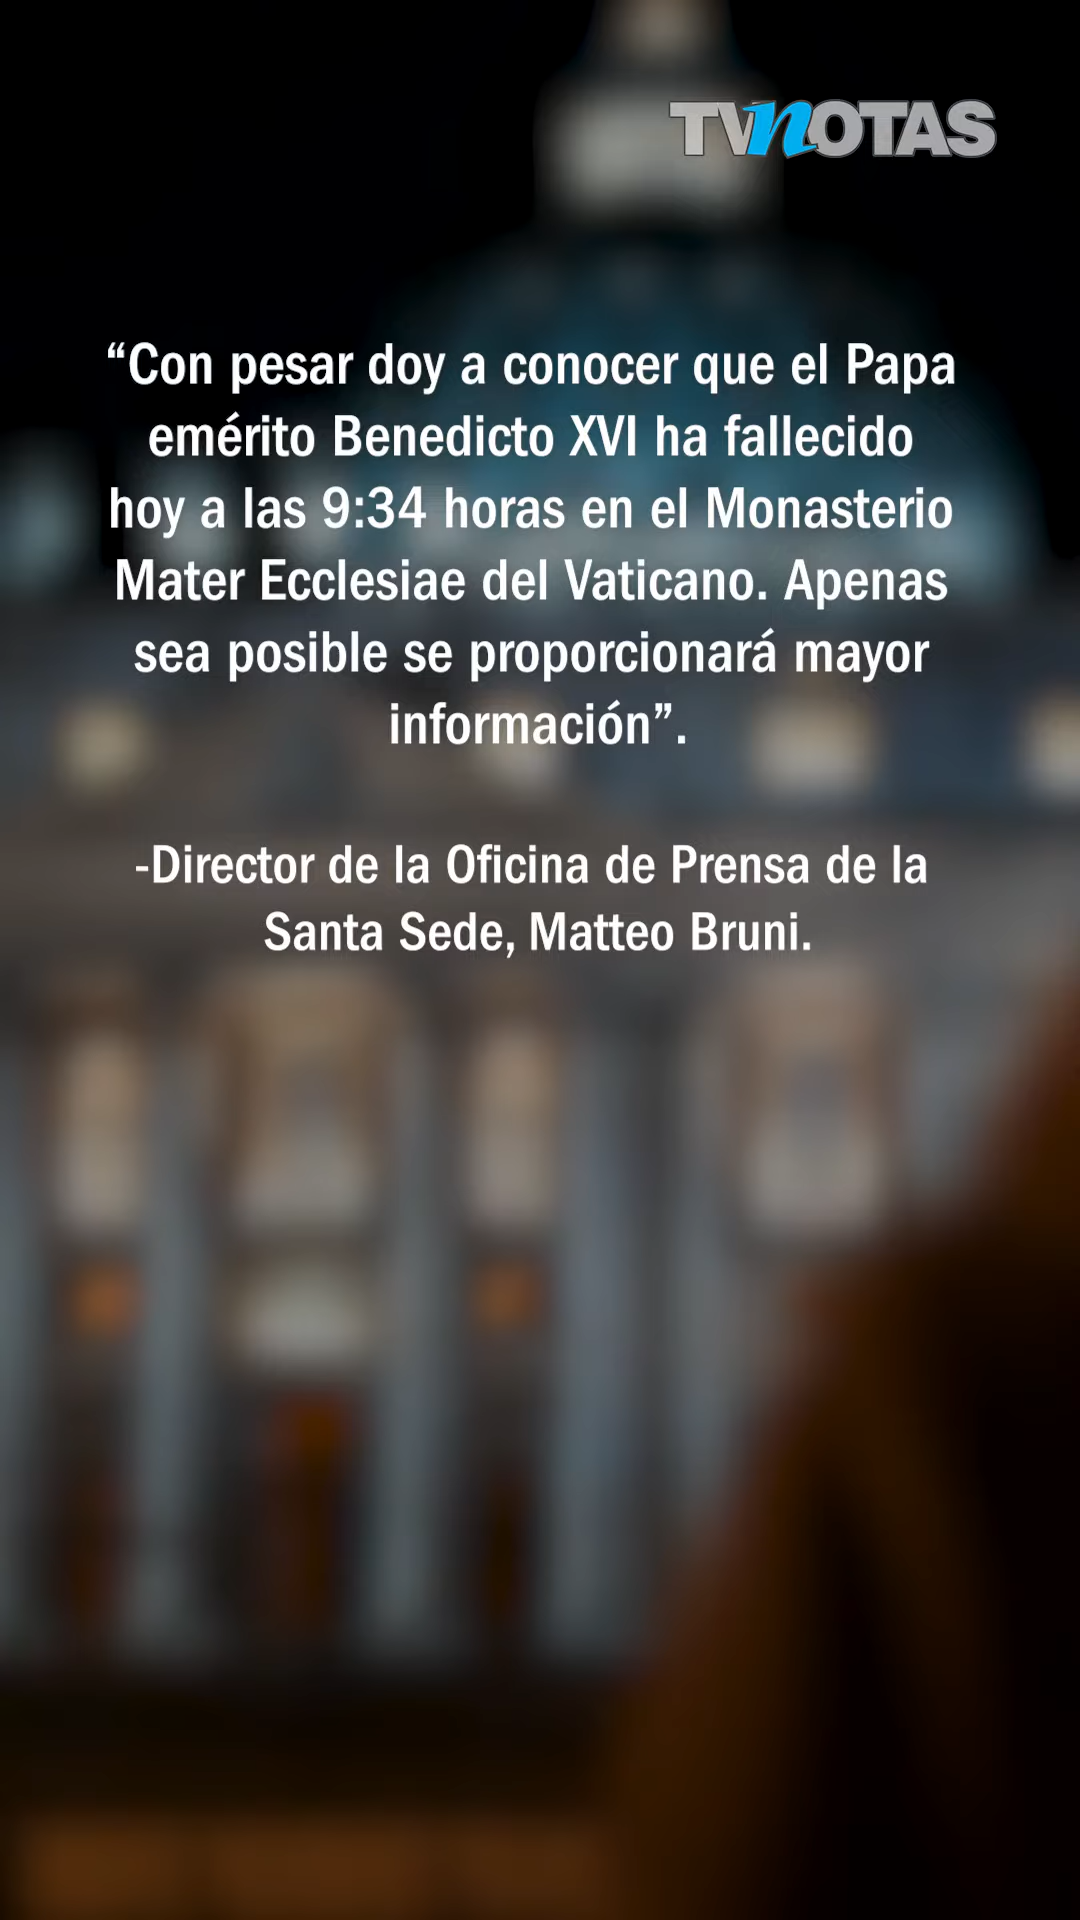 TVnOTAS
“Con pesar doy a conocer que el Papa
emérito Benedicto XVI ha fallecido
hoy a las 9:34 horas en el Monasterio
Mater Ecclesiae del Vaticano. Apenas
sea posible se proporcionará mayor
información”.
-Director de la Oficina de Prensa de la
Santa Sede, Matteo Bruni.